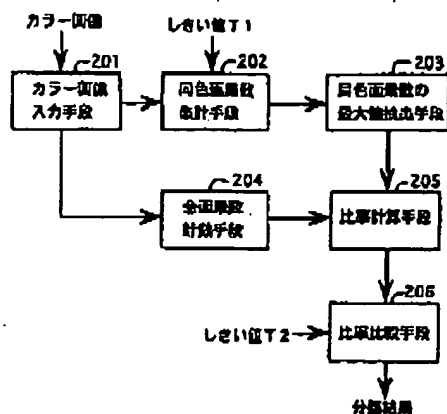 カラー画像
しきい値T1
201
カラー画像
入力手段
202
同色画素数
計手段
203
同色画素数の
最大値検出手段
204
全画素数
計数手段
205
比率計算手段
しきい値T2
206
比率比較手段
分類結果